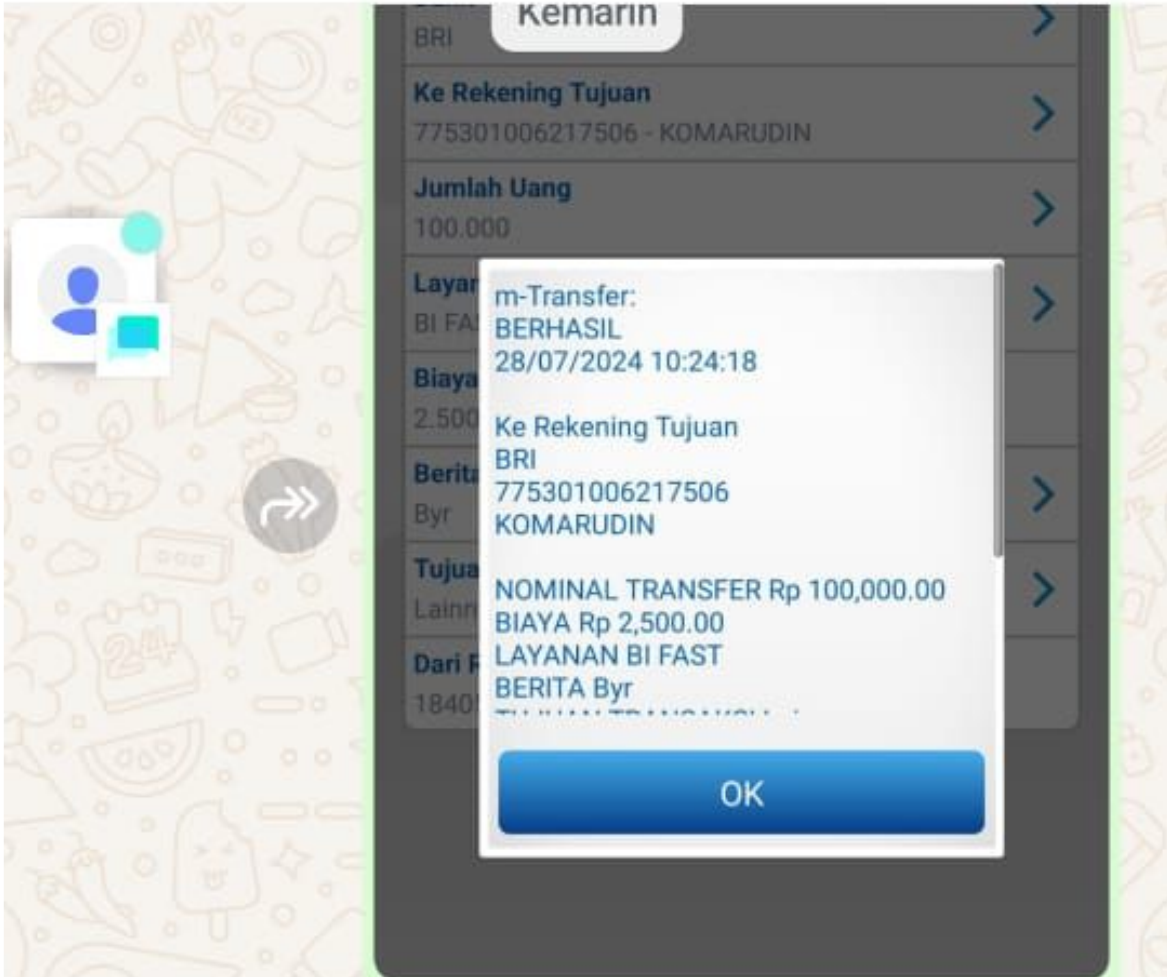 Kemarin
BRI
Ke Rekening Tujuan
775301006217506 - KOMARUDIN
Jumlah Uang
100.000
Layan
BI FA
Biaya
2.500
Berita
Byr
Tujua
Lainn
Dari R
1840
m-Transfer:
BERHASIL
28/07/2024 10:24:18
Ke Rekening Tujuan
BRI
775301006217506
KOMARUDIN
NOMINAL TRANSFER Rp 100,000.00
BIAYA Rp 2,500.00
LAYANAN BI FAST
BERITA Byr
OK
24